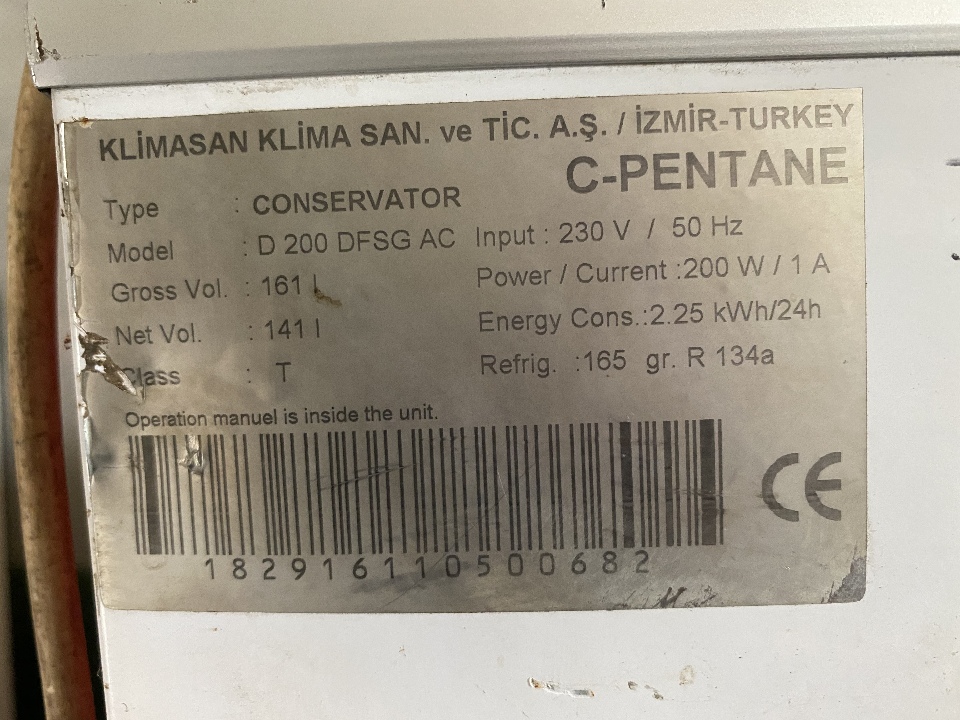 KLİMASAN KLİMA SAN. ve TİC. A.Ş. / İZMİR-TURKEY
C-PENTANE
Type : CONSERVATOR
Model : D 200 DFSG AC Input : 230 V / 50 Hz
Gross Vol. : 161 l Power / Current :200 W / 1 A
Net Vol. : 141 l Energy Cons.:2.25 kWh/24h
Class : T Refrig. :165 gr. R 134a
Operation manuel is inside the unit.
CE
182916110500682